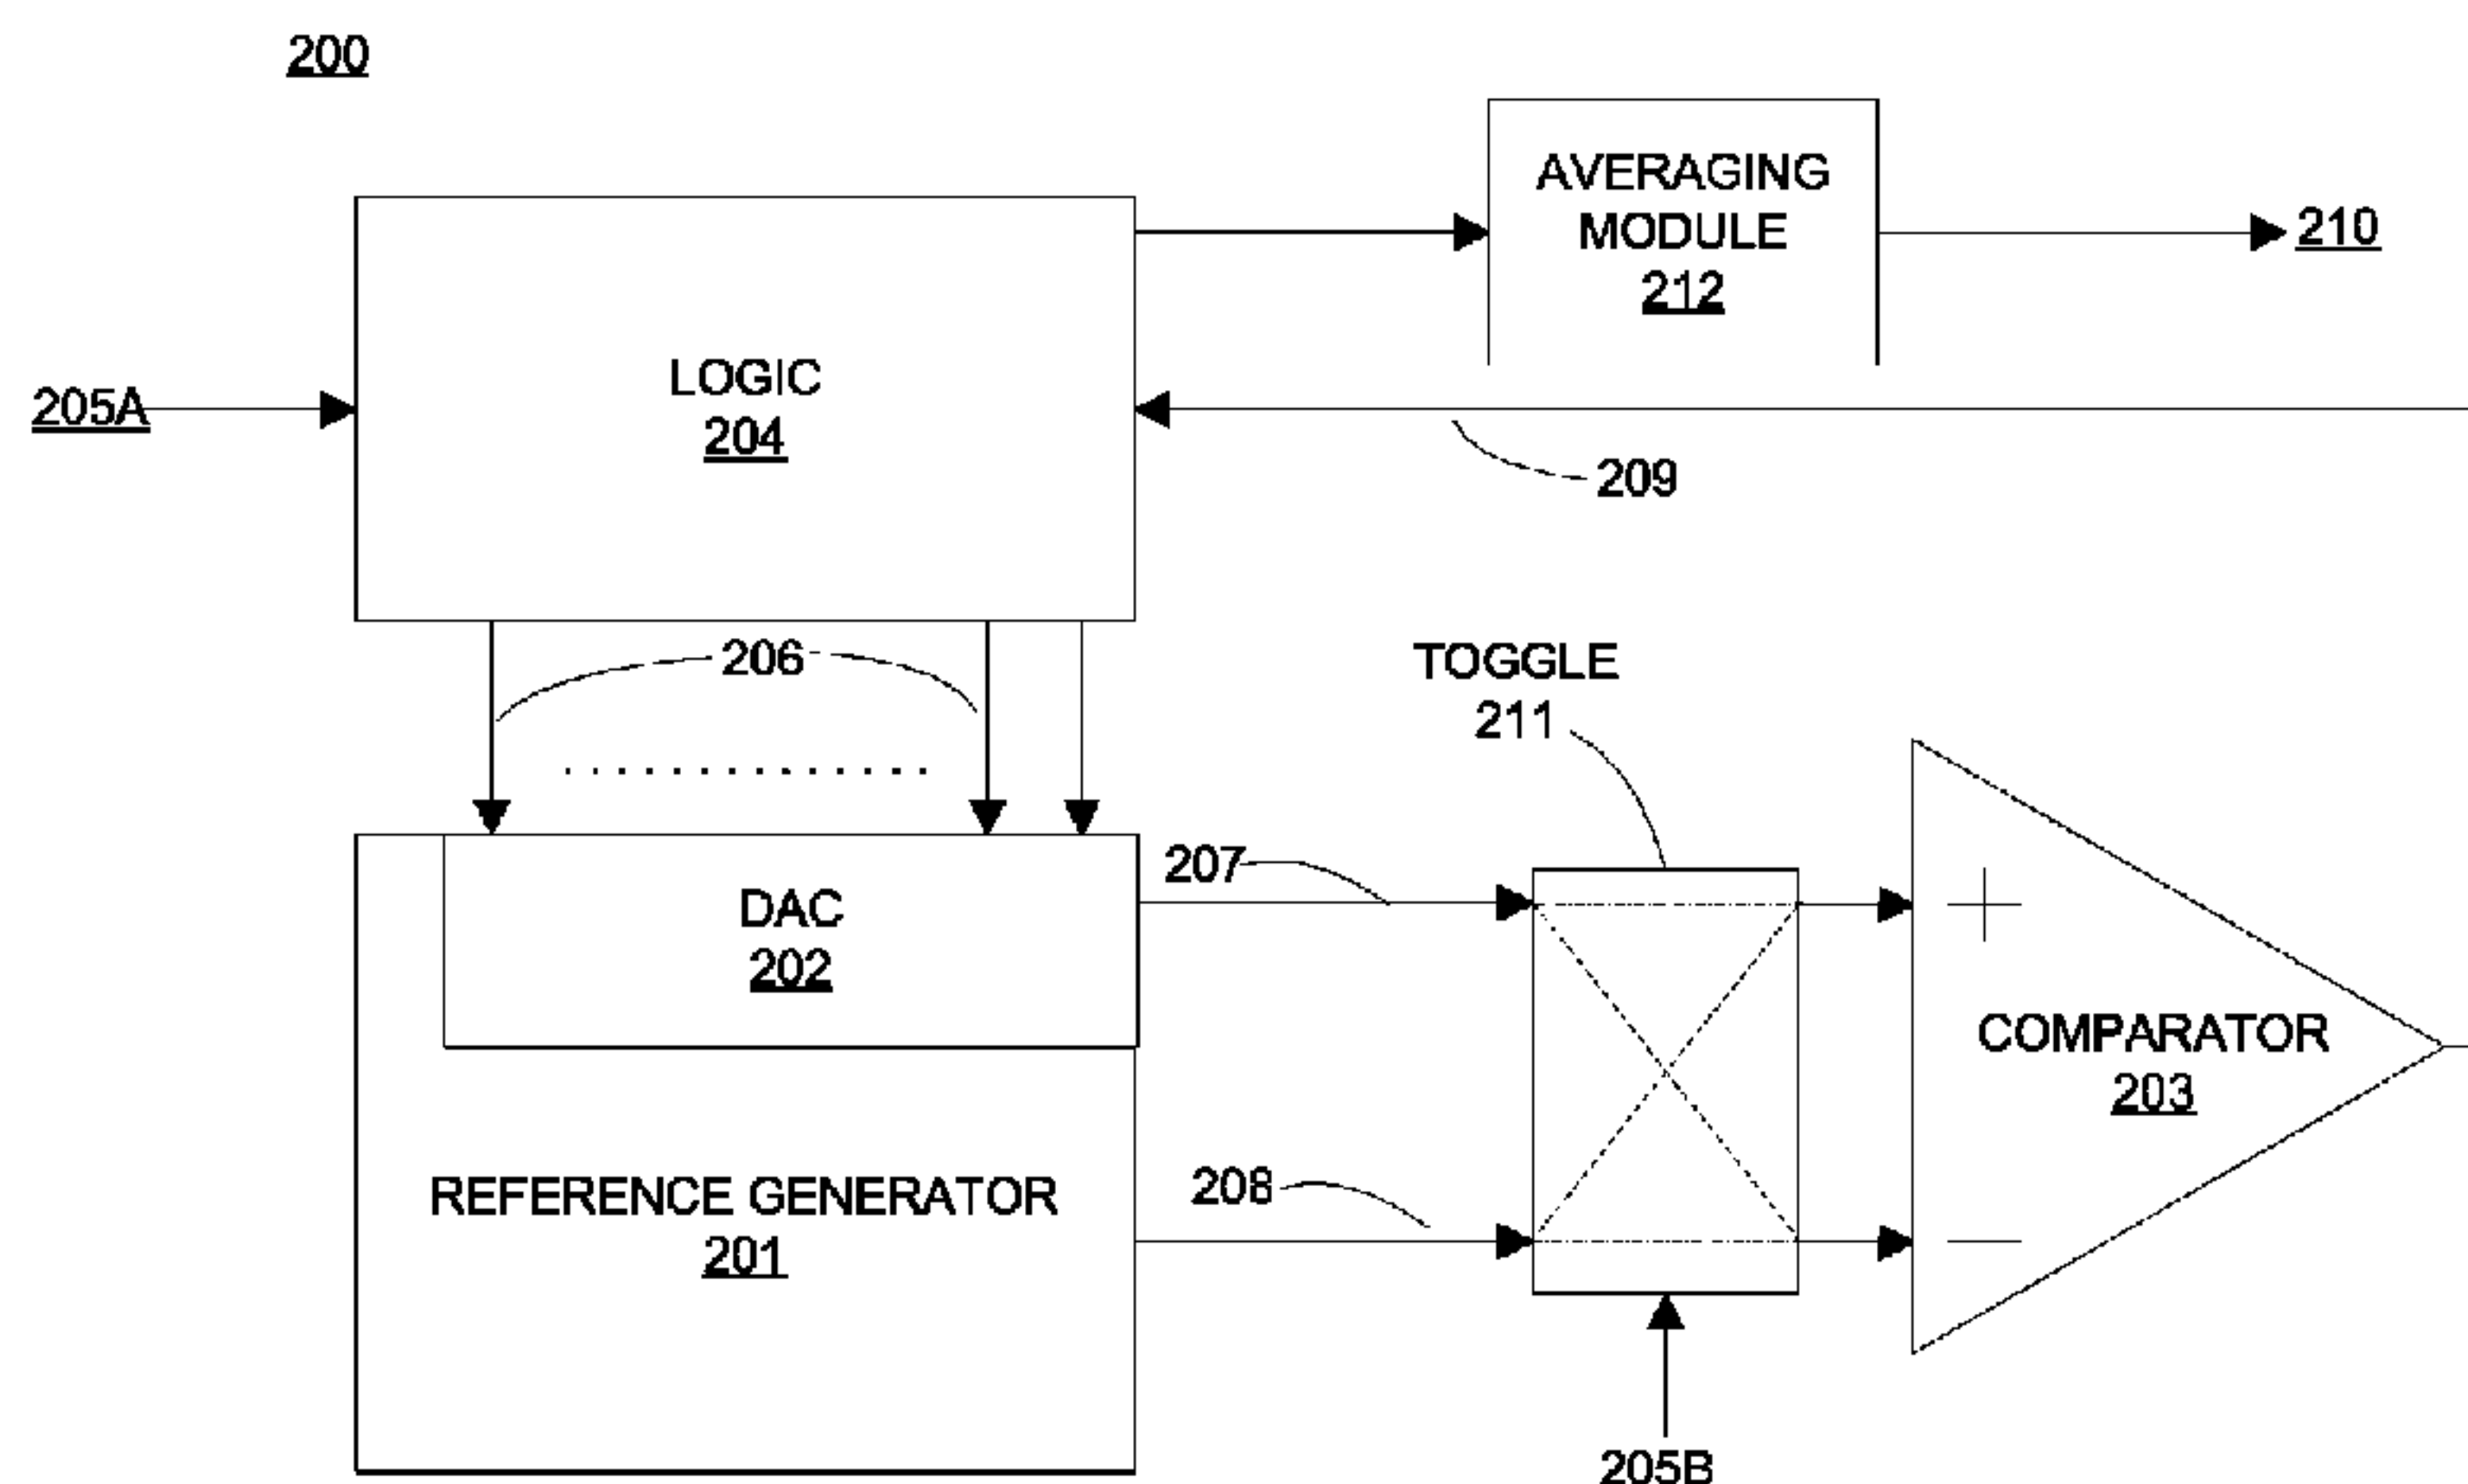 200
AVERAGING
MODULE
212
210
LOGIC
204
205A
209
206
TOGGLE
211
207
DAC
202
COMPARATOR
203
208
REFERENCE GENERATOR
201
205B